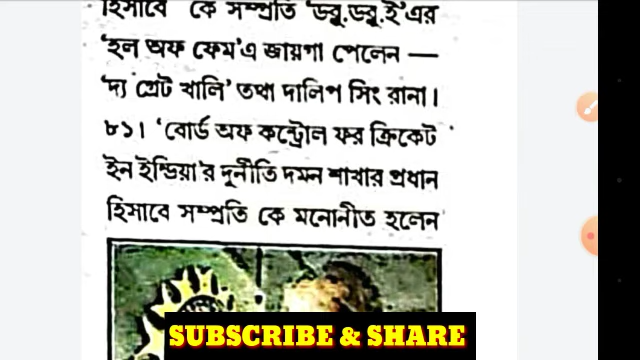 হিসাবে কে সম্প্রতি 'ডব্লু.ডব্লু.ই'এর
'হল অফ ফেম'এ জায়গা পেলেন —
'দ্য গ্রেট খালি' তথা দালিপ সিং রানা।
৮১। 'বোর্ড অফ কন্ট্রোল ফর ক্রিকেট
ইন ইন্ডিয়া'র দুর্নীতি দমন শাখার প্রধান
হিসাবে সম্প্রতি কে মনোনীত হলেন
SUBSCRIBE & SHARE